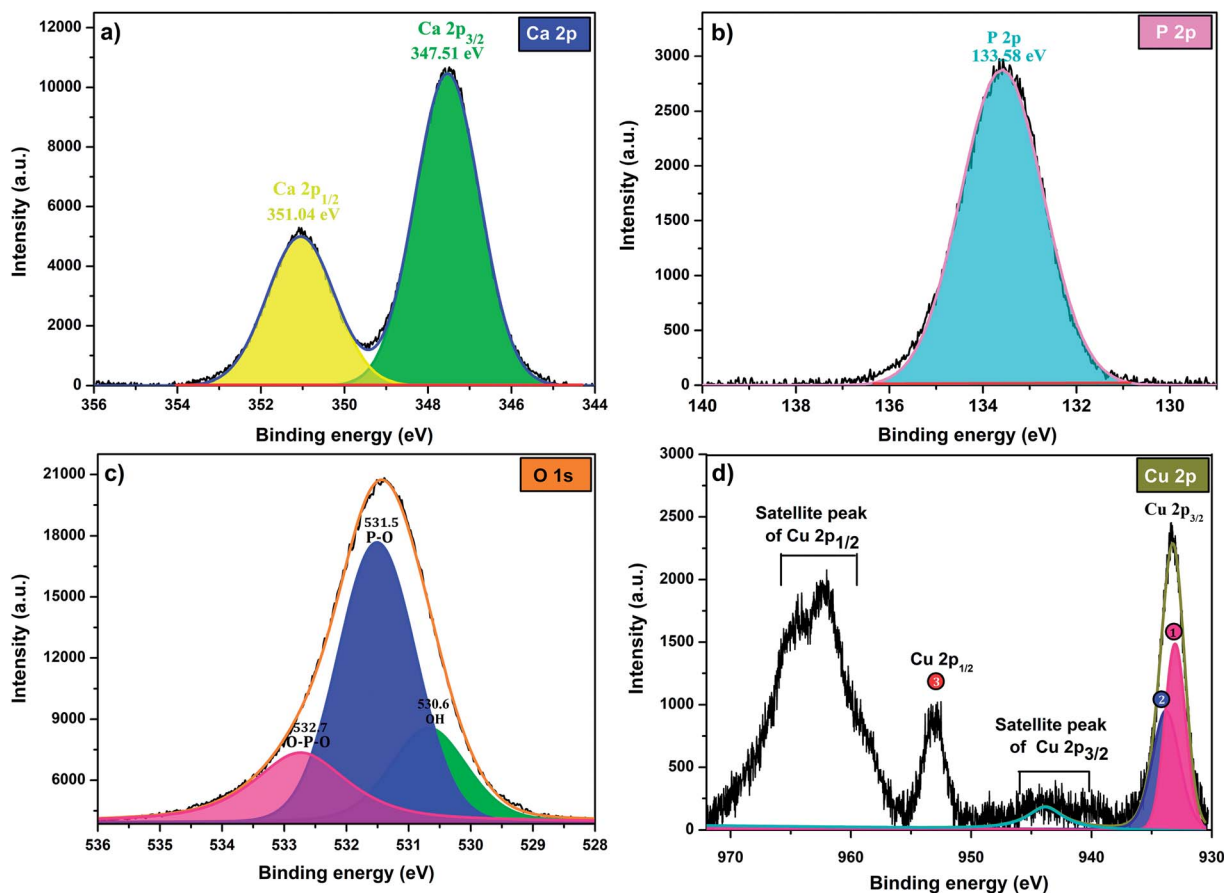 a)
Ca 2p
Ca 2p3/2
347.51 eV
Ca 2p1/2
351.04 eV
12000
10000
8000
6000
4000
2000
0
Intensity (a.u.)
356 354 352 350 348 346 344
Binding energy (eV)
b)
P 2p
P 2p
133.58 eV
3000
2500
2000
1500
1000
500
0
Intensity (a.u.)
140 138 136 134 132 130
Binding energy (eV)
c)
O 1s
531.5
P-O
530.6
OH
532.7
O-P-O
21000
18000
15000
12000
9000
6000
Intensity (a.u.)
536 535 534 533 532 531 530 529 528
Binding energy (eV)
d)
Cu 2p
Cu 2p3/2
Satellite peak
of Cu 2p1/2
1
2
Cu 2p1/2
3
Satellite peak
of Cu 2p3/2
3000
2500
2000
1500
1000
500
0
Intensity (a.u.)
970 960 950 940 930
Binding energy (eV)